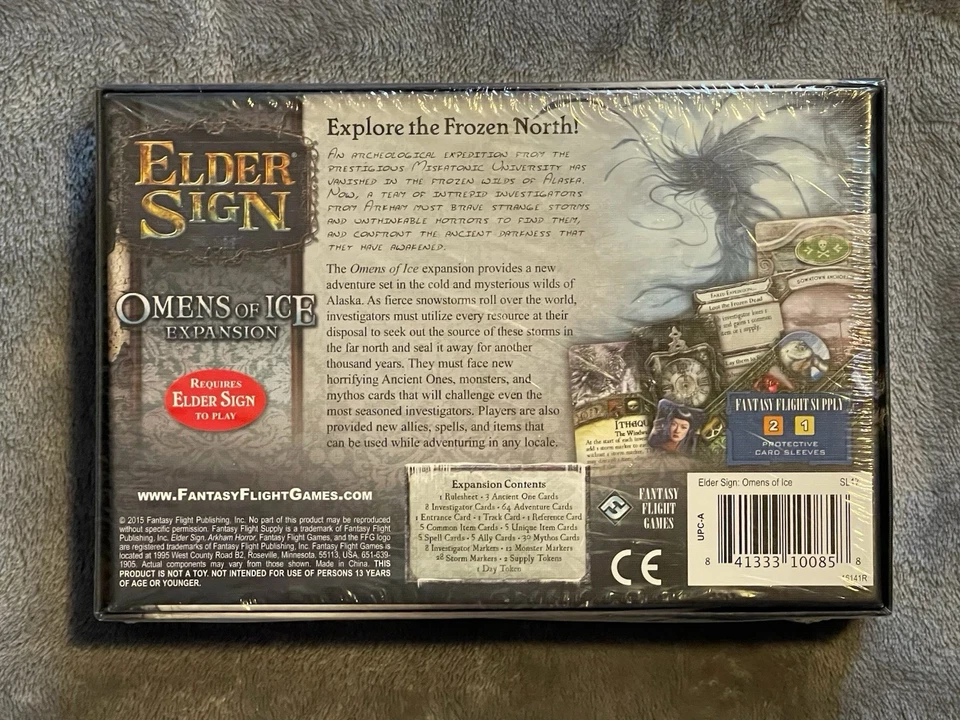 ELDER
SIGN
OMENS OF ICE
EXPANSION
REQUIRES
ELDER SIGN
TO PLAY
Explore the Frozen North!
AN ARCHEOLOGICAL EXPEDITION FROM THE
PRESTIGIOUS MISKATONIC UNIVERSITY HAS
VANISHED IN THE FROZEN WILDS OF ALASKA.
NOW, A TEAM OF INTREPID INVESTIGATORS
FROM ARKHAM MUST BRAVE STRANGE STORMS
AND UNTHINKABLE HORRORS TO FIND THEM,
AND CONFRONT THE ANCIENT DARKNESS THAT
THEY HAVE AWAKENED.
The Omens of Ice expansion provides a new
adventure set in the cold and mysterious wilds of
Alaska. As fierce snowstorms roll over the world,
investigators must utilize every resource at their
disposal to seek out the source of these storms in
the far north and seal it away for another
thousand years. They must face new
horrifying Ancient Ones, monsters, and
mythos cards that will challenge even the
most seasoned investigators. Players are also
provided new allies, spells, and items that
can be used while adventuring in any locale.
Lost the Frozen Dead
The Windw
At the start of each inves
FANTASY FLIGHT SUPPLY
2 1
PROTECTIVE
CARD SLEEVES
WWW.FANTASYFLIGHTGAMES.COM
© 2015 Fantasy Flight Publishing, Inc. No part of this product may be reproduced
without specific permission. Fantasy Flight Supply is a trademark of Fantasy Flight
Publishing, Inc. Elder Sign, Arkham Horror, Fantasy Flight Games, and the FFG logo
are registered trademarks of Fantasy Flight Publishing, Inc. Fantasy Flight Games is
located at 1995 West County Road B2, Roseville, Minnesota, 55113, USA, 651-639-
1905. Actual components may vary from those shown. Made in China. THIS
PRODUCT IS NOT A TOY. NOT INTENDED FOR USE OF PERSONS 13 YEARS
OF AGE OR YOUNGER.
Expansion Contents
1 Rulesheet • 3 Ancient One Cards
8 Investigator Cards • 64 Adventure Cards
1 Entrance Card • 1 Track Card • 1 Reference Card
5 Common Item Cards • 5 Unique Item Cards
5 Spell Cards • 5 Ally Cards • 30 Mythos Cards
8 Investigator Markers • 11 Monster Markers
28 Storm Markers • 2 Supply Tokens
1 Day Token
FANTASY
FLIGHT
GAMES
CE
Elder Sign: Omens of Ice
UPC-A
8 41333 10085 8